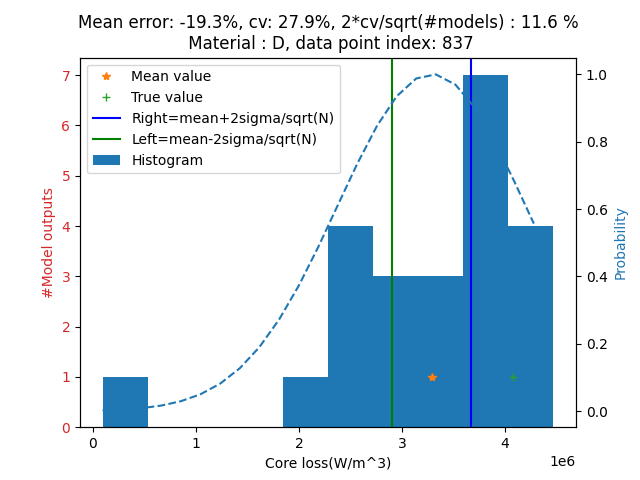 Mean error: -19.3%, cv: 27.9%, 2*cv/sqrt(#models) : 11.6 %
Material : D, data point index: 837
Mean value
True value
Right=mean+2sigma/sqrt(N)
Left=mean-2sigma/sqrt(N)
Histogram
#Model outputs
7
6
5
4
3
2
1
0
1.0
0.8
0.6
0.4
0.2
0.0
Probability
0
1
2
3
4
1e6
Core loss(W/m^3)